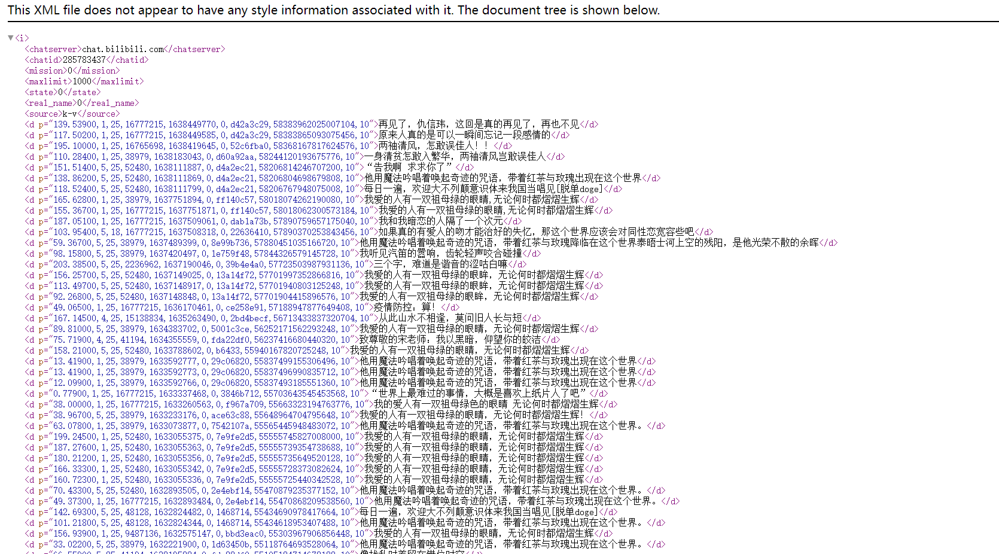 This XML file does not appear to have any style information associated with it. The document tree is shown below.
▼<i>
<chatserver>chat.bilibili.com</chatserver>
<chatid>285783437</chatid>
<mission>0</mission>
<maxlimit>1000</maxlimit>
<state>0</state>
<real_name>0</real_name>
<source>k-v</source>
<d p="139.53900,1,25,16777215,1638449770,0,d42a3c29,58383962025007104,10">再见了，仇信玮，这回是真的再见了，再也不见</d>
<d p="117.50200,1,25,16777215,1638449585,0,d42a3c29,58383865093075456,10">原来人真的是可以一瞬间忘记一段感情的</d>
<d p="195.10000,1,25,16765698,1638419645,0,52c6fba0,58368167817624576,10">两袖清风，怎敢误佳人！！</d>
<d p="110.28400,1,25,38979,1638183043,0,d60a92aa,58244120193675776,10">一身清贫怎敢入繁华，两袖清风岂敢误佳人</d>
<d p="151.51400,5,25,52480,1638111887,0,d4a2ec21,58206814246707200,10">“告我啊 求求你了”</d>
<d p="138.86200,5,25,52480,1638111869,0,d4a2ec21,58206804698679808,10">他用魔法吟唱着唤起奇迹的咒语，带着红茶与玫瑰出现在这个世界</d>
<d p="118.52400,5,25,52480,1638111799,0,d4a2ec21,58206767948075008,10">每日一遍，欢迎大不列颠意识体来我国当唱见[脱单doge]</d>
<d p="165.62800,1,25,38979,1637751894,0,ff140c57,58018074262190080,10">我爱的人有一双祖母绿的眼睛,无论何时都熠熠生辉</d>
<d p="155.36700,1,25,16777215,1637751871,0,ff140c57,58018062300573184,10">我爱的人有一双祖母绿的眼睛,无论何时都熠熠生辉</d>
<d p="187.05100,1,25,16777215,1637509061,0,dab1a73b,57890759657175040,10">我和我暗恋的人隔了一个次元</d>
<d p="103.95400,5,18,16777215,1637508318,0,22636410,57890370253843456,10">如果真的有爱人的吻才能治好的失忆，那这个世界应该会对同性恋宽容些吧</d>
<d p="59.36700,5,25,38979,1637489399,0,8e99b736,57880451035166720,10">他用魔法吟唱着唤起奇迹的咒语，带着红茶与玫瑰降临在这个世界泰晤士河上空的残阳，是他光荣不散的余晖</d>
<d p="98.15800,5,25,38979,1637420497,0,1e759f48,57844326579145728,10">我听见汽笛的嚣响，齿轮轻声咬合碰撞</d>
<d p="203.38500,5,25,2236962,1637190046,0,39b4e4a0,57723503987931136,10">三个字，难道是谐音的涩咕白嘛</d>
<d p="156.25700,5,25,52480,1637149025,0,13a14f72,57701997352866816,10">我爱的人有一双祖母绿的眼眸，无论何时都熠熠生辉</d>
<d p="113.49700,5,25,52480,1637148917,0,13a14f72,57701940803125248,10">我爱的人有一双祖母绿的眼眸，无论何时都熠熠生辉</d>
<d p="92.26800,5,25,52480,1637148848,0,13a14f72,57701904415896576,10">我爱的人有一双祖母绿的眼眸，无论何时都熠熠生辉</d>
<d p="49.06500,1,25,16777215,1636170461,0,ce258e91,57188947877649408,10">疫情防控：算！</d>
<d p="167.14500,4,25,15138834,1635263490,0,2bd4becf,56713433837320704,10">从此山水不相逢，莫问旧人长与短</d>
<d p="89.81000,5,25,38979,1634383702,0,5001c3ce,56252171562293248,10">我爱的人有一双祖母绿的眼睛，无论何时都熠熠生辉</d>
<d p="75.71900,4,25,41194,1634355559,0,fda22df0,56237416680440320,10">致尊敬的宋老师：我以黑暗，仰望你的皎洁</d>
<d p="158.21000,5,25,52480,1633788602,0,b6433,55940167820725248,10">我爱的人有一双祖母绿的眼睛，无论何时都熠熠生辉</d>
<d p="13.41900,1,25,38979,1633592777,0,29c06820,55837499155306496,10">他用魔法吟唱着唤起奇迹的咒语，带着红茶与玫瑰出现在这个世界</d>
<d p="13.41900,1,25,38979,1633592773,0,29c06820,55837496990835712,10">他用魔法吟唱着唤起奇迹的咒语，带着红茶与玫瑰出现在这个世界</d>
<d p="12.09900,1,25,38979,1633592766,0,29c06820,55837493185551360,10">他用魔法吟唱着唤起奇迹的咒语，带着红茶与玫瑰出现在这个世界</d>
<d p="0.77900,1,25,16777215,1633337468,0,3846b712,55703643545453568,10">“世界上最难过的事情，大概是喜欢上纸片人了吧”</d>
<d p="38.00000,1,25,16777215,1633260563,0,f967a709,55663323194763776,10">我的爱人有祖母绿色的眼睛 无论何时都熠熠生辉</d>
<d p="38.96700,5,25,38979,1633233176,0,ace63c88,55648964704795648,10">我爱的人有一双祖母绿的眼睛，无论何时都熠熠生辉！</d>
<d p="63.07800,1,25,38979,1633073877,0,7542107a,55565445948483072,10">他用魔法吟唱着唤起奇迹的咒语，带着红茶与玫瑰出现在这个世界。</d>
<d p="199.24500,1,25,52480,1633055375,0,7e9fe2d5,55555745827008000,10">我爱的人有一双祖母绿的眼睛，无论何时都熠熠生辉</d>
<d p="187.27600,1,25,52480,1633055363,0,7e9fe2d5,55555739354738688,10">我爱的人有一双祖母绿的眼睛，无论何时都熠熠生辉</d>
<d p="180.21200,1,25,52480,1633055356,0,7e9fe2d5,55555735649520128,10">我爱的人有一双祖母绿的眼睛，无论何时都熠熠生辉</d>
<d p="166.33300,1,25,52480,1633055342,0,7e9fe2d5,55555728373082624,10">我爱的人有一双祖母绿的眼睛，无论何时都熠熠生辉</d>
<d p="160.72300,1,25,52480,1633055336,0,7e9fe2d5,55555725440342528,10">我爱的人有一双祖母绿的眼睛，无论何时都熠熠生辉</d>
<d p="70.43300,5,25,52480,1632893505,0,2e4ebf14,55470879235377152,10">他用魔法吟唱着唤起奇迹的咒语，带着红茶与玫瑰出现在这个世界。</d>
<d p="49.37300,1,25,16777215,1632893484,0,2e4ebf14,55470868209538560,10">他用魔法吟唱着唤起奇迹的咒语，带着红茶与玫瑰出现在这个世界。</d>
<d p="142.69300,5,25,48128,1632824482,0,1468714,55434690978417664,10">每日一遍，欢迎大不列颠意识体来我国当唱见[脱单doge]</d>
<d p="101.21800,5,25,48128,1632824344,0,1468714,55434618953407488,10">他用魔法吟唱着唤起奇迹的咒语，带着红茶与玫瑰出现在这个世界。</d>
<d p="156.93900,1,25,9487136,1632575147,0,bbd3eac0,55303967906856448,10">我爱的人有一双祖母绿的眼睛，无论何时都熠熠生辉</d>
<d p="33.02200,5,25,38979,1632221900,0,1d63450b,55118764693528064,10">他用魔法吟唱着唤起奇迹的咒语，带着红茶与玫瑰出现在这个世界。</d>